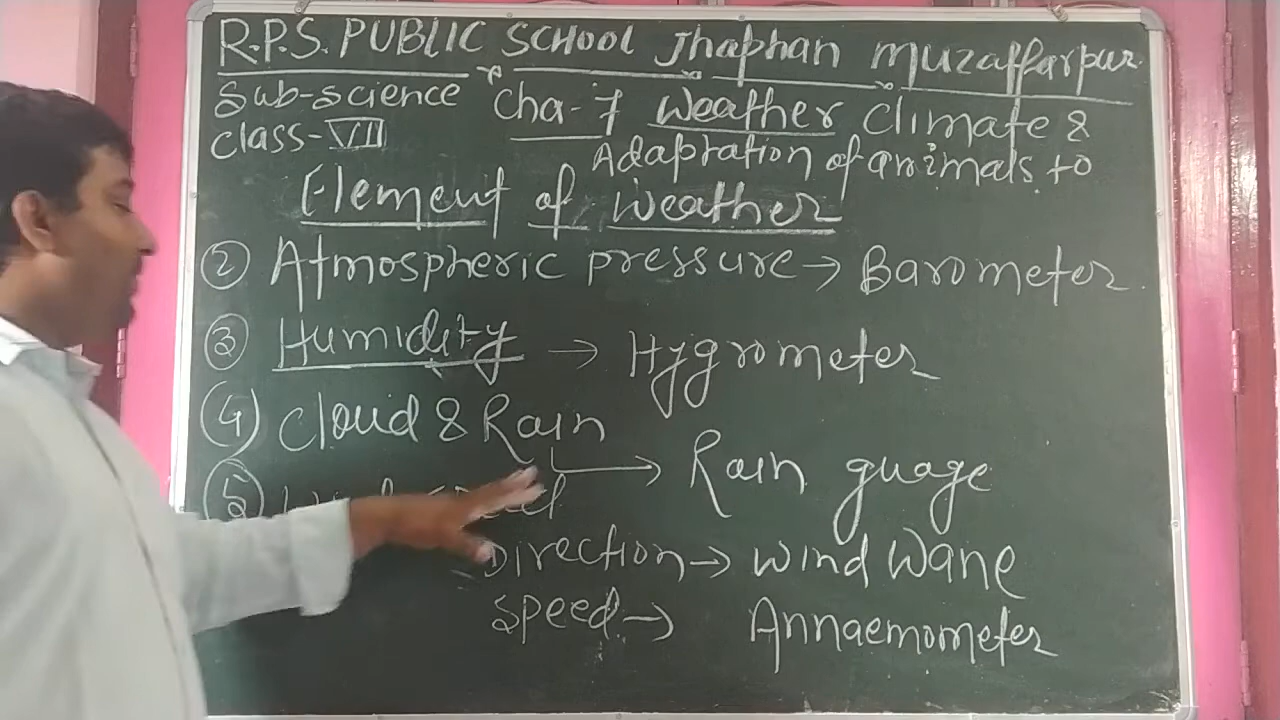 R.P.S. PUBLIC SCHOOL Jhaphan Muzaffarpur
Sub-science Cha-7 Weather Climate &
Class-VII Adaptation of animals to
Element of Weather
② Atmospheric pressure → Barometer
③ Humidity → Hygrometer
④ Cloud & Rain
→ Rain guage
⑤
Direction → Wind Wane
Speed → Annaemometer